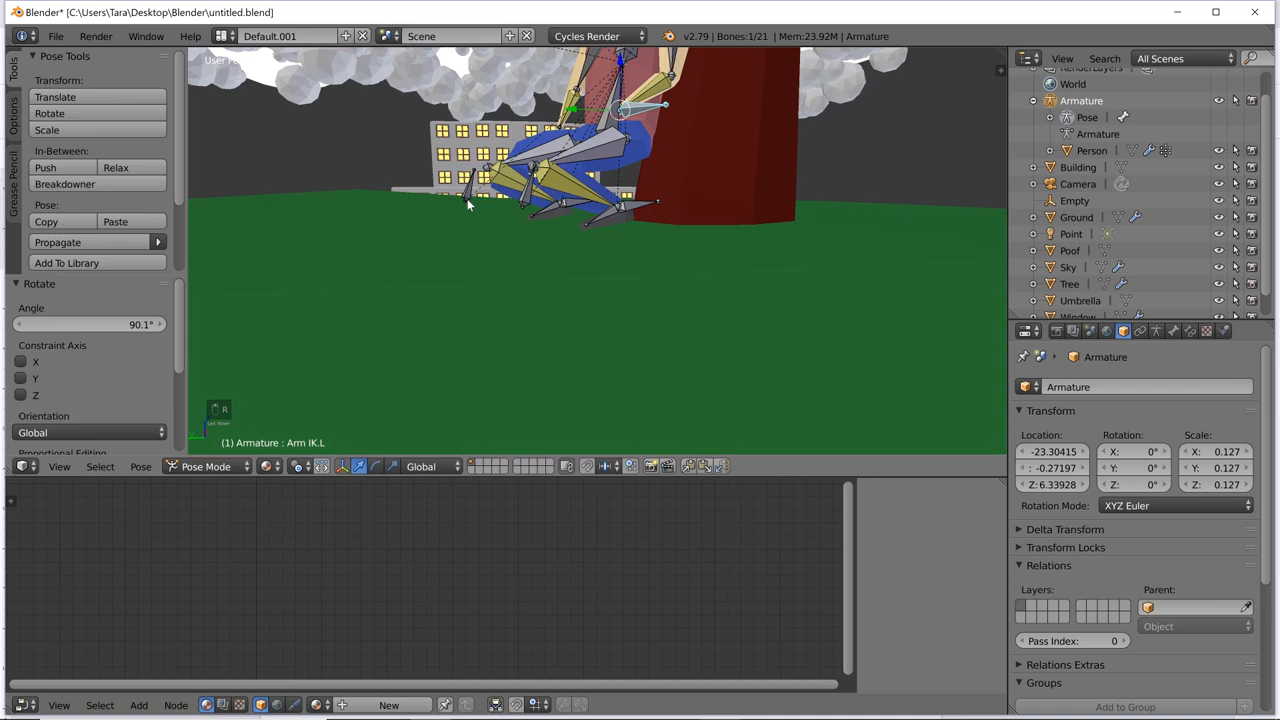 Blender* [C:\Users\Tara\Desktop\Blender\untitled.blend]
File Render Window Help Default.001 Scene Cycles Render v2.79 | Bones:1/21 | Mem:23.92M | Armature
Tools
Options
Grease Pencil
Pose Tools
Transform:
Translate
Rotate
Scale
In-Between:
Push Relax
Breakdowner
Pose:
Copy Paste
Propagate
Add To Library
Rotate
Angle
90.1°
Constraint Axis
X
Y
Z
Orientation
Global
R
(1) Armature : Arm IK.L
View Select Pose Pose Mode Global
View Select Add Node New
View Search All Scenes
World
Armature
Pose
Armature
Person
Building
Camera
Empty
Ground
Point
Poof
Sky
Tree
Umbrella
Armature
Armature
Transform
Location: Rotation: Scale:
-23.30415 X: 0° X: 0.127
: -0.27197 Y: 0° Y: 0.127
Z:6.33928 Z: 0° Z: 0.127
Rotation Mode: XYZ Euler
Delta Transform
Transform Locks
Relations
Layers: Parent:
Object
Pass Index: 0
Relations Extras
Groups
Add to Group